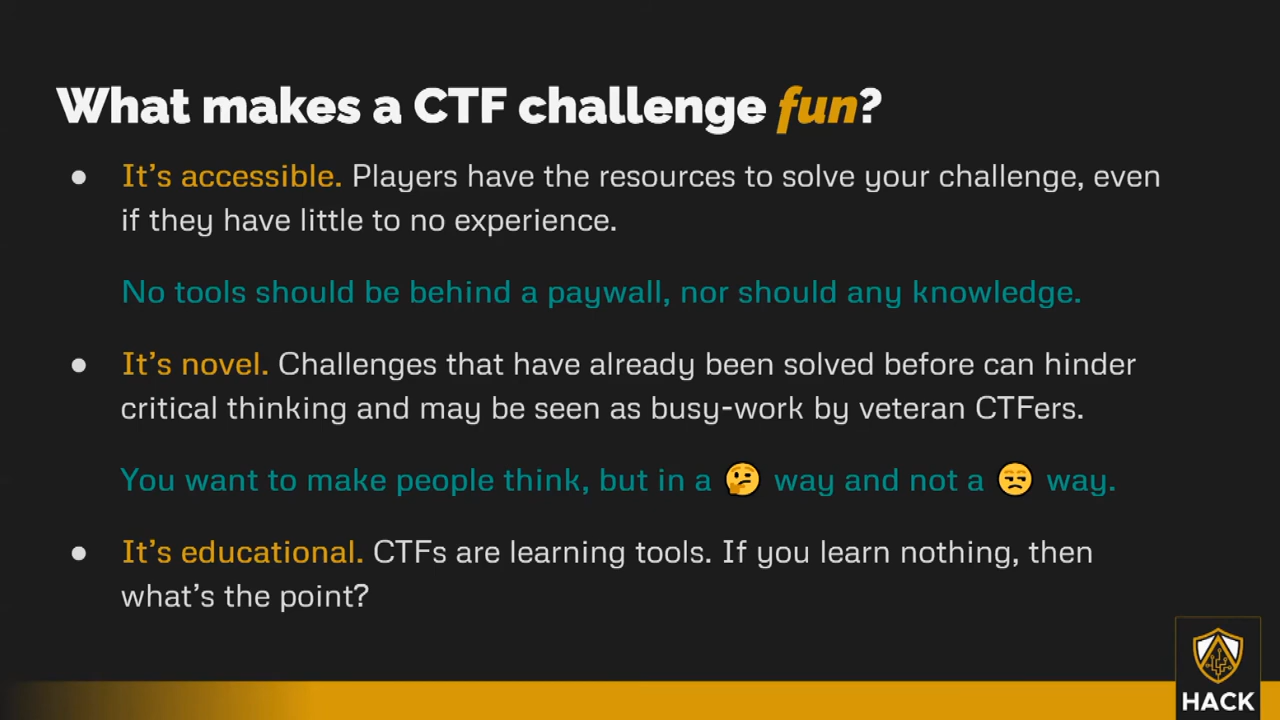 What makes a CTF challenge fun?
● It's accessible. Players have the resources to solve your challenge, even
if they have little to no experience.
No tools should be behind a paywall, nor should any knowledge.
● It's novel. Challenges that have already been solved before can hinder
critical thinking and may be seen as busy-work by veteran CTFers.
You want to make people think, but in a 🤔 way and not a 😒 way.
● It's educational. CTFs are learning tools. If you learn nothing, then
what's the point?
HACK